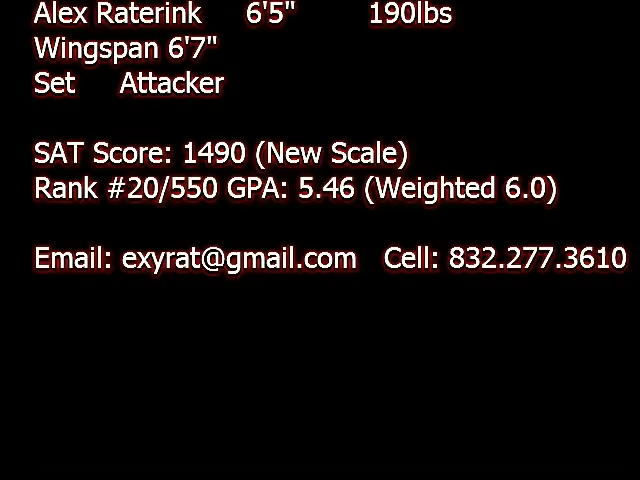 Alex Raterink 6'5" 190lbs
Wingspan 6'7"
Set Attacker
SAT Score: 1490 (New Scale)
Rank #20/550 GPA: 5.46 (Weighted 6.0)
Email: exyrat@gmail.com Cell: 832.277.3610